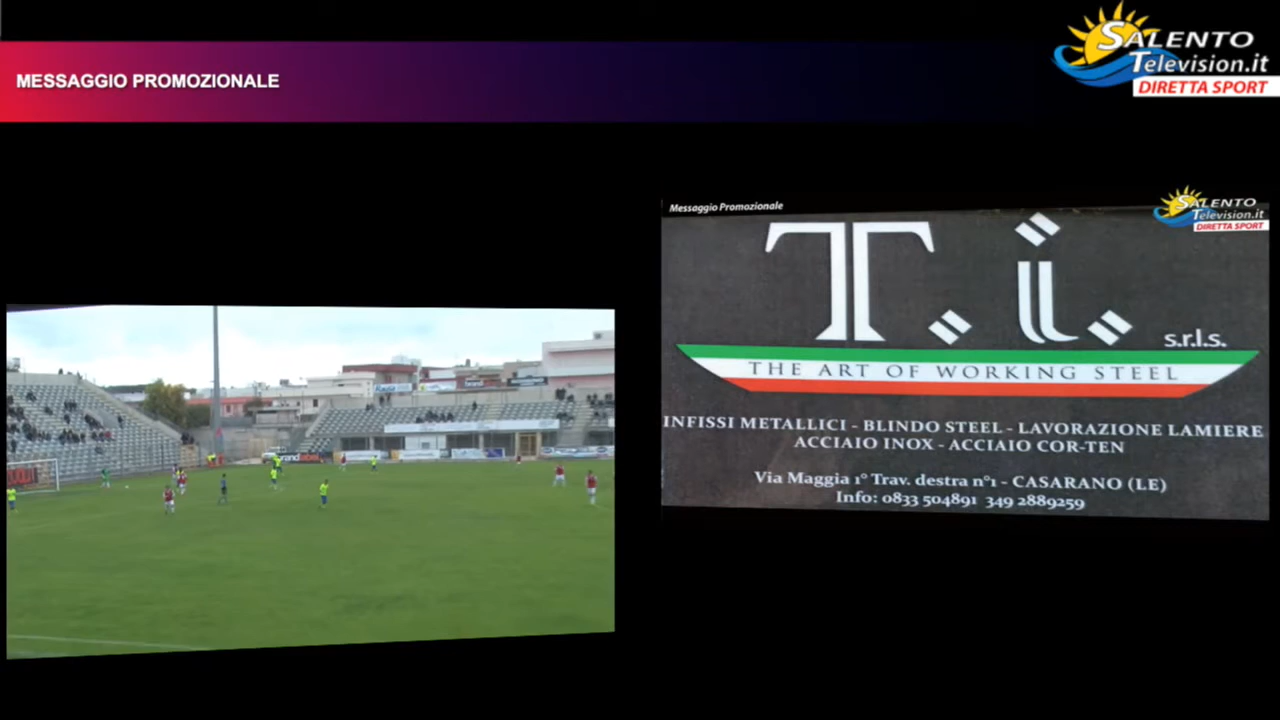 SALENTO
Television.it
DIRETTA SPORT
MESSAGGIO PROMOZIONALE
Messaggio Promozionale
SALENTO
Television.it
DIRETTA SPORT
T.i.
s.r.l.s.
THE ART OF WORKING STEEL
INFISSI METALLICI - BLINDO STEEL - LAVORAZIONE LAMIERE
ACCIAIO INOX - ACCIAIO COR-TEN
Via Maggia 1° Trav. destra n°1 - CASARANO (LE)
Info: 0833 504891 349 2889259